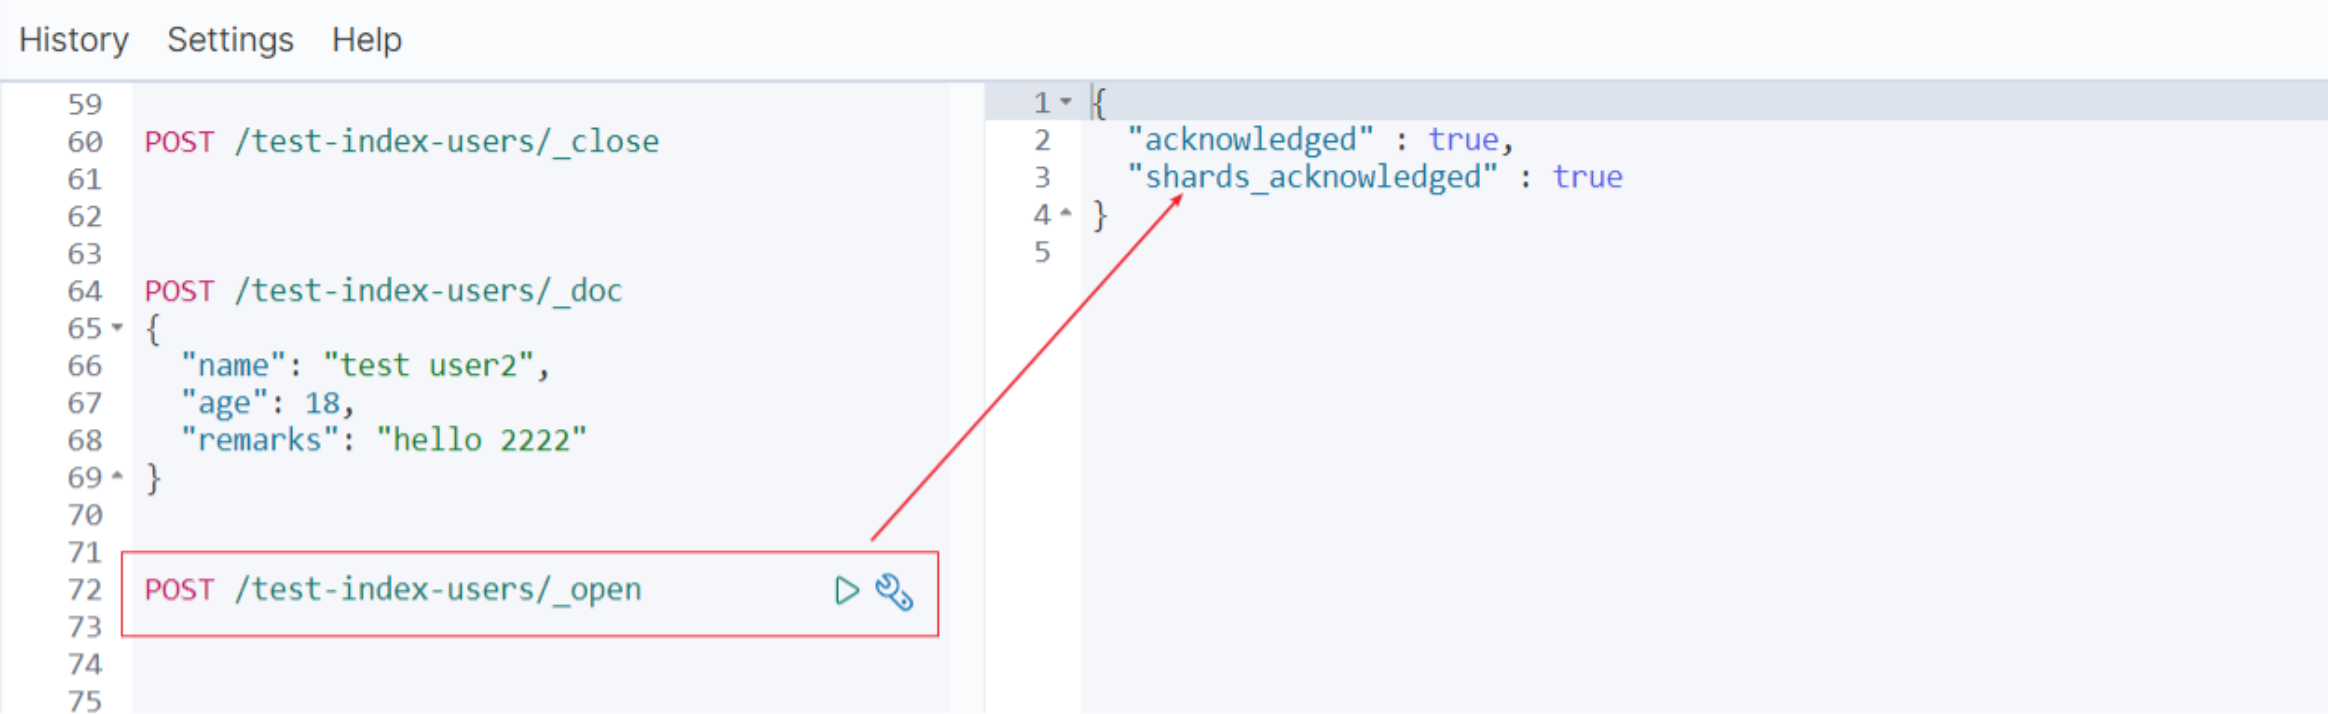 History Settings Help
59
60 POST /test-index-users/_close
61
62
63
64 POST /test-index-users/_doc
65 {
66 "name": "test user2",
67 "age": 18,
68 "remarks": "hello 2222"
69 }
70
71
72 POST /test-index-users/_open
73
74
75
1 {
2 "acknowledged" : true,
3 "shards_acknowledged" : true
4 }
5